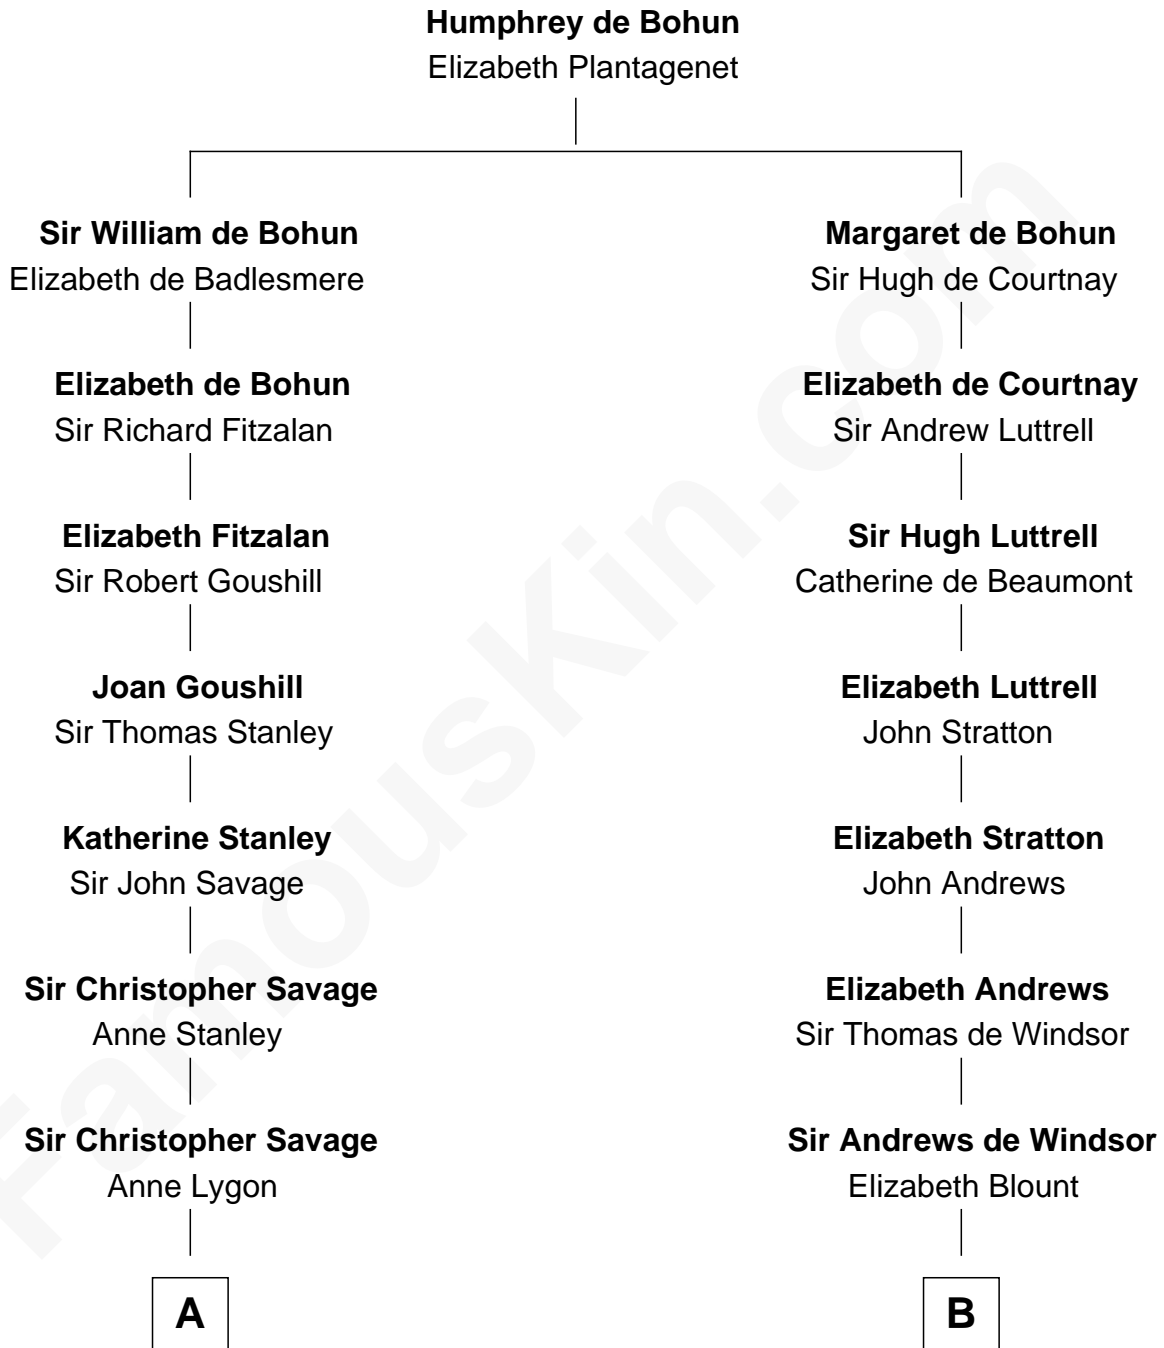 Humphrey de Bohun
Elizabeth Plantagenet
Sir William de Bohun
Elizabeth de Badlesmere
Margaret de Bohun
Sir Hugh de Courtnay
Elizabeth de Bohun
Sir Richard Fitzalan
Elizabeth de Courtnay
Sir Andrew Luttrell
Elizabeth Fitzalan
Sir Robert Goushill
Sir Hugh Luttrell
Catherine de Beaumont
Joan Goushill
Sir Thomas Stanley
Elizabeth Luttrell
John Stratton
Katherine Stanley
Sir John Savage
Elizabeth Stratton
John Andrews
Sir Christopher Savage
Anne Stanley
Elizabeth Andrews
Sir Thomas de Windsor
Sir Christopher Savage
Anne Lygon
Sir Andrews de Windsor
Elizabeth Blount
A
B
FamousKin.com